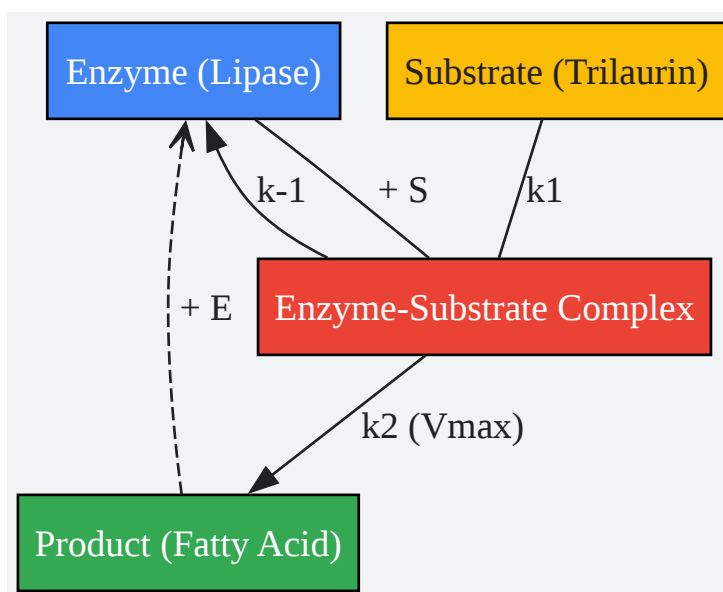 Enzyme (Lipase)
Substrate (Trilaurin)
k-1
+ S
k1
+ E
Enzyme-Substrate Complex
k2 (Vmax)
Product (Fatty Acid)